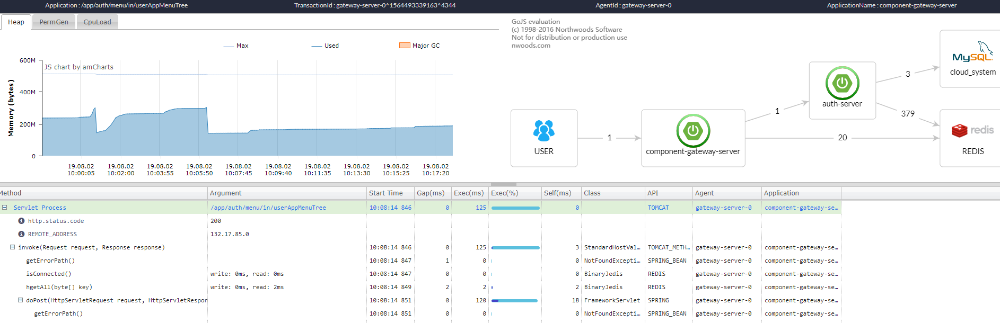 Application : /app/auth/menu/in/userAppMenuTree TransactionId : gateway-server-0^1564493339163^4344 AgentId : gateway-server-0 ApplicationName : component-gateway-server
Heap PermGen CpuLoad
Max Used Major GC
JS chart by amCharts
Memory (bytes)
600M
400M
200M
0
19.08.02 10:00:05
19.08.02 10:02:00
19.08.02 10:03:55
19.08.02 10:05:50
19.08.02 10:07:45
19.08.02 10:09:40
19.08.02 10:11:35
19.08.02 10:13:30
19.08.02 10:15:25
19.08.02 10:17:20
GoJS evaluation
(c) 1998-2016 Northwoods Software
Not for distribution or production use
nwoods.com
USER
1
component-gateway-server
1
20
auth-server
3
379
MySQL
cloud_system
redis
REDIS
Method Argument Start Time Gap(ms) Exec(ms) Exec(%) Self(ms) Class API Agent Application
Servlet Process /app/auth/menu/in/userAppMenuTree 10:08:14 846 0 125 0 TOMCAT gateway-server-0 component-gateway-se...
http.status.code 200
REMOTE_ADDRESS 132.17.85.0
invoke(Request request, Response response) 10:08:14 846 0 125 3 StandardHostVal... TOMCAT_METH... gateway-server-0 component-gateway-se...
getErrorPath() 10:08:14 847 1 0 0 NotFoundExcepti... SPRING_BEAN gateway-server-0 component-gateway-se...
isConnected() write: 0ms, read: 0ms 10:08:14 847 0 0 0 BinaryJedis REDIS gateway-server-0 component-gateway-se...
hgetAll(byte[] key) write: 0ms, read: 2ms 10:08:14 849 2 2 2 BinaryJedis REDIS gateway-server-0 component-gateway-se...
doPost(HttpServletRequest request, HttpServletRespon 10:08:14 851 0 120 18 FrameworkServlet SPRING gateway-server-0 component-gateway-se...
getErrorPath() 10:08:14 851 0 0 0 NotFoundExcepti... SPRING_BEAN gateway-server-0 component-gateway-se...